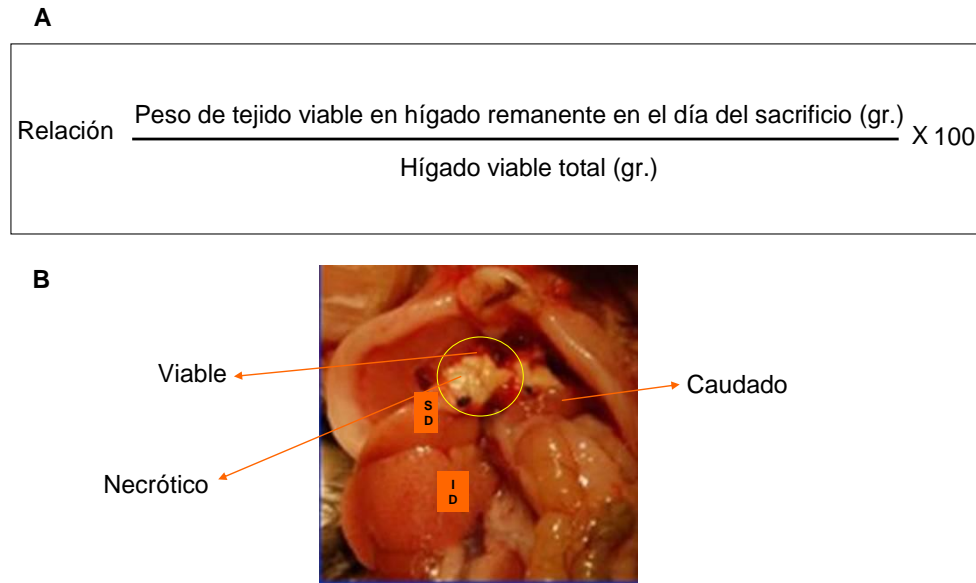 A
Peso de tejido viable en hígado remanente en el día del sacrificio (gr.)
Relación
X 100
Hígado viable total (gr.)
B
Viable
Caudado
S
D
Necrótico
I
D